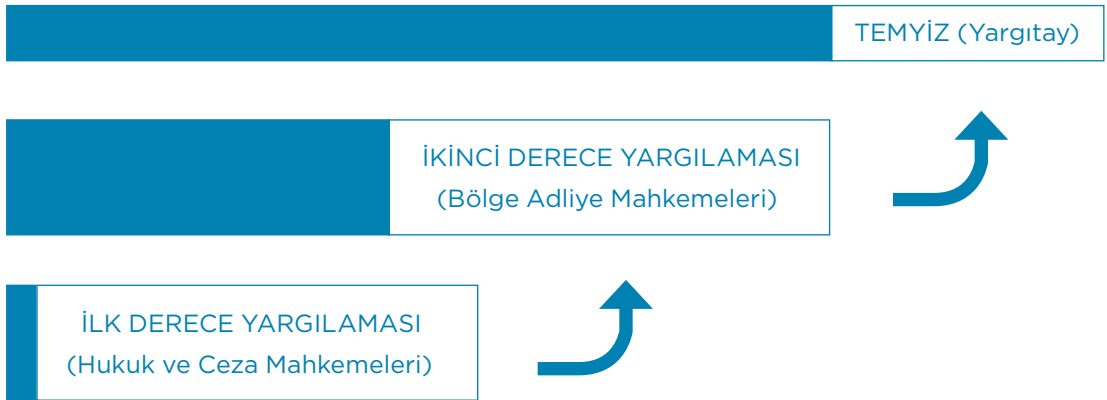 TEMYİZ (Yargıtay)
İKİNCİ DERECE YARGILAMASI
(Bölge Adliye Mahkemeleri)
İLK DERECE YARGILAMASI
(Hukuk ve Ceza Mahkemeleri)